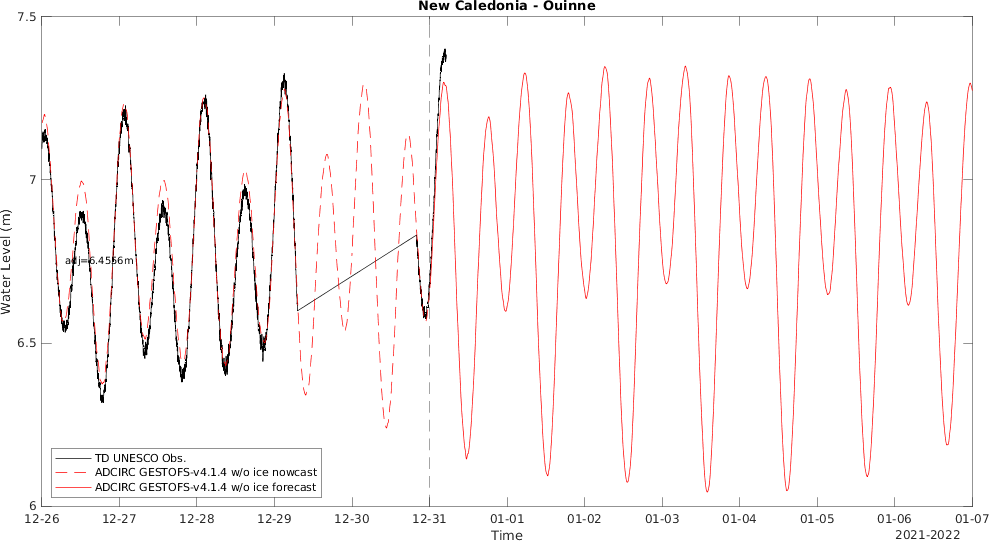 New Caledonia - Ouinne
7.5
7
6.5
6
Water Level (m)
adj=6.4556m
TD UNESCO Obs.
ADCIRC GESTOFS-v4.1.4 w/o ice nowcast
ADCIRC GESTOFS-v4.1.4 w/o ice forecast
12-26 12-27 12-28 12-29 12-30 12-31 01-01 01-02 01-03 01-04 01-05 01-06 01-07
Time
2021-2022